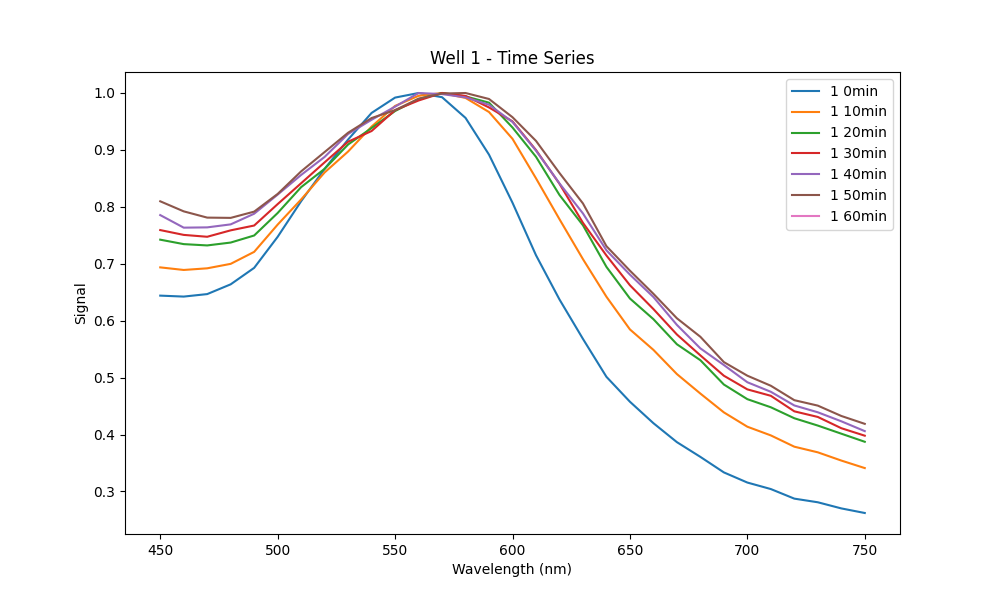 Well 1 - Time Series
1.0
0.9
0.8
0.7
0.6
0.5
0.4
0.3
Signal
450 500 550 600 650 700 750
Wavelength (nm)
1 0min
1 10min
1 20min
1 30min
1 40min
1 50min
1 60min